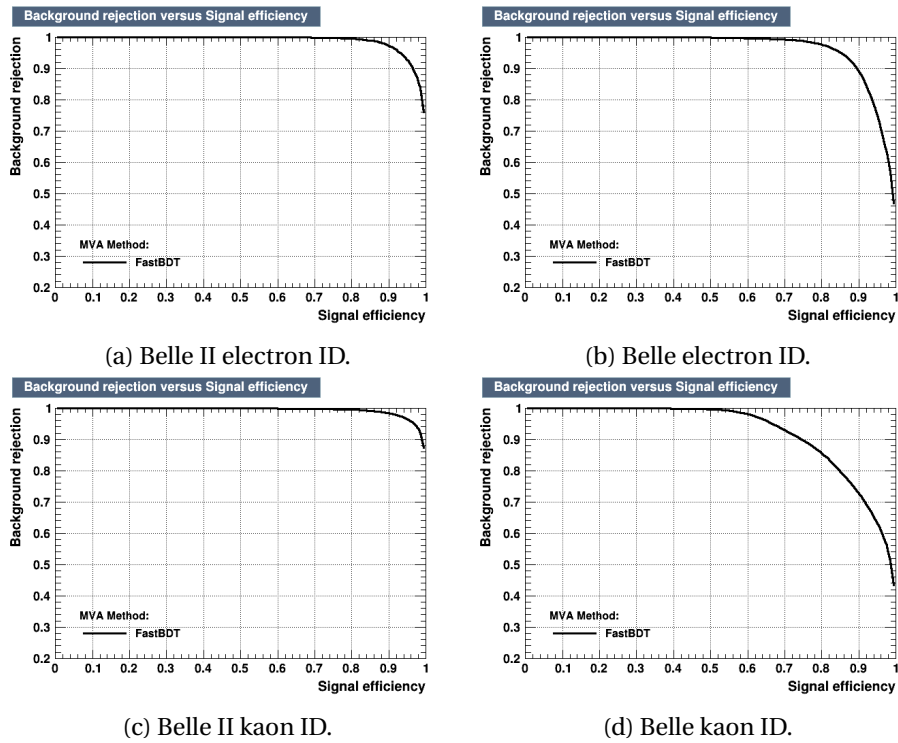 Background rejection versus Signal efficiency
Background rejection
1
0.9
0.8
0.7
0.6
0.5
0.4
0.3
0.2
MVA Method:
FastBDT
0 0.1 0.2 0.3 0.4 0.5 0.6 0.7 0.8 0.9 1
Signal efficiency
(a) Belle II electron ID.
Background rejection versus Signal efficiency
Background rejection
1
0.9
0.8
0.7
0.6
0.5
0.4
0.3
0.2
MVA Method:
FastBDT
0 0.1 0.2 0.3 0.4 0.5 0.6 0.7 0.8 0.9 1
Signal efficiency
(b) Belle electron ID.
Background rejection versus Signal efficiency
Background rejection
1
0.9
0.8
0.7
0.6
0.5
0.4
0.3
0.2
MVA Method:
FastBDT
0 0.1 0.2 0.3 0.4 0.5 0.6 0.7 0.8 0.9 1
Signal efficiency
(c) Belle II kaon ID.
Background rejection versus Signal efficiency
Background rejection
1
0.9
0.8
0.7
0.6
0.5
0.4
0.3
0.2
MVA Method:
FastBDT
0 0.1 0.2 0.3 0.4 0.5 0.6 0.7 0.8 0.9 1
Signal efficiency
(d) Belle kaon ID.